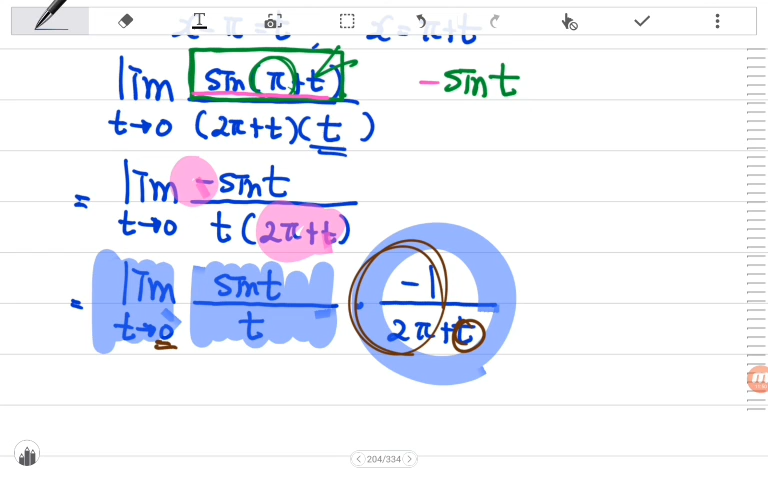 x - π = t, x = π + t
lim sin(π+t) / (2π+t)(t) -sin t
t→0
= lim -sin t / t(2π+t)
t→0
= lim sin t / t · -1 / 2π+t
t→0
204/334